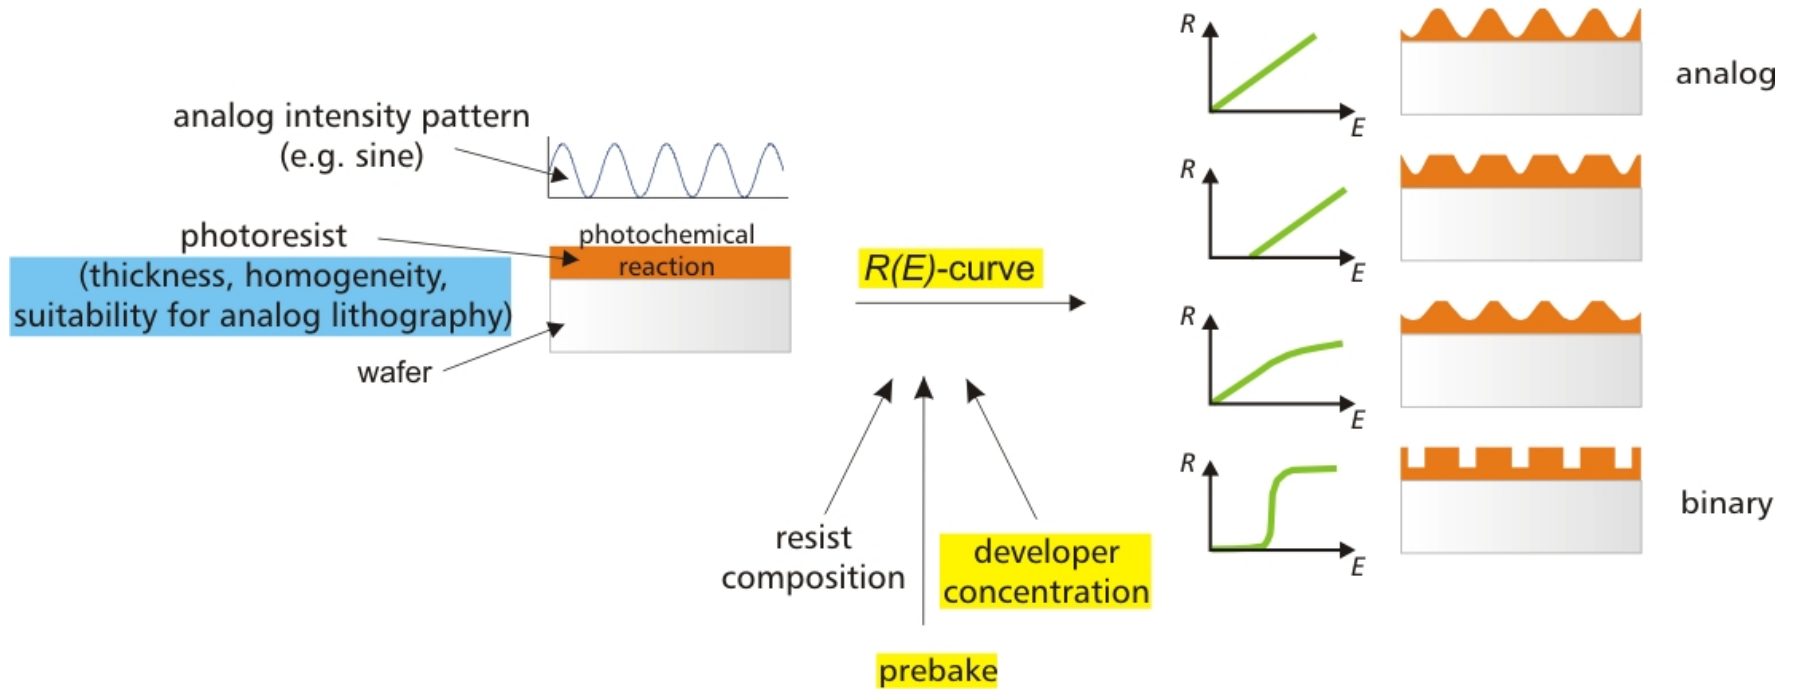 analog intensity pattern
(e.g. sine)
photoresist
(thickness, homogeneity,
suitability for analog lithography)
wafer
photochemical
reaction
R(E)-curve
resist
composition
prebake
developer
concentration
R
E
analog
R
E
R
E
R
E
binary